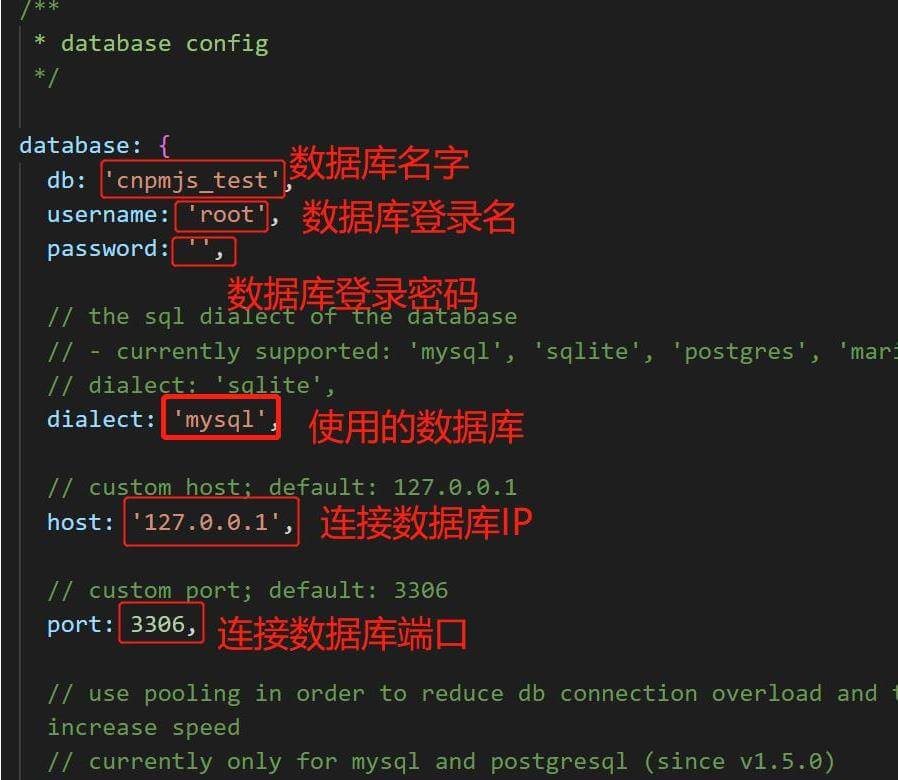 /**
* database config
*/
database: {
db: 'cnpmjs_test', 数据库名字
username: 'root', 数据库登录名
password: '',
数据库登录密码
// the sql dialect of the database
// - currently supported: 'mysql', 'sqlite', 'postgres', 'mari
// dialect: 'sqlite',
dialect: 'mysql', 使用的数据库
// custom host; default: 127.0.0.1
host: '127.0.0.1', 连接数据库IP
// custom port; default: 3306
port: 3306, 连接数据库端口
// use pooling in order to reduce db connection overload and t
increase speed
// currently only for mysql and postgresql (since v1.5.0)